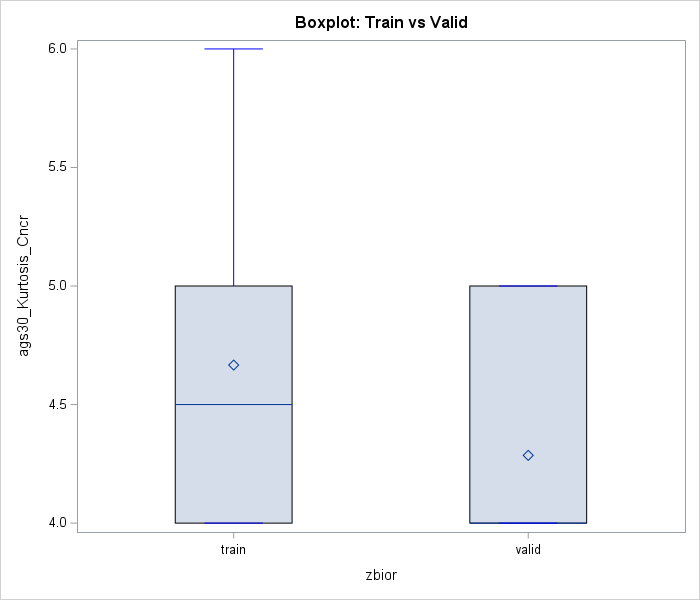 Boxplot: Train vs Valid
6.0
5.5
5.0
4.5
4.0
ags30_Kurtosis_Cncr
train
valid
zbior